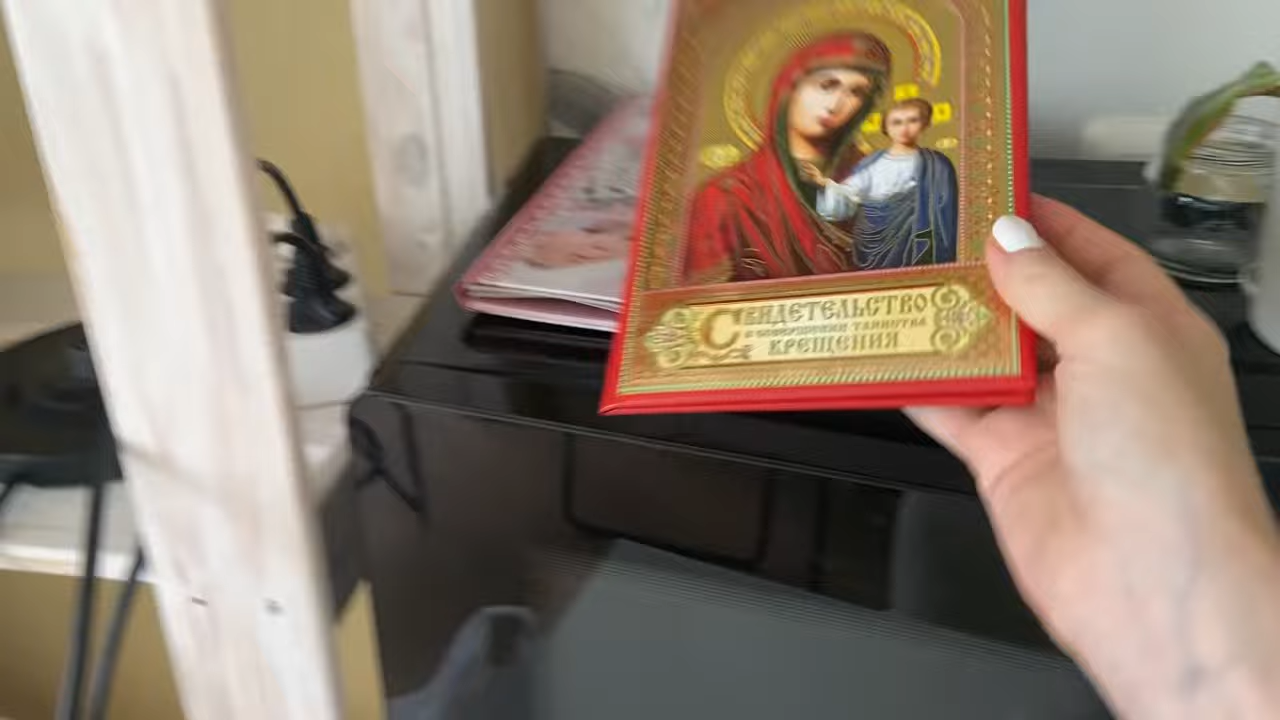 Свидетельство
о совершении таинства
крещения